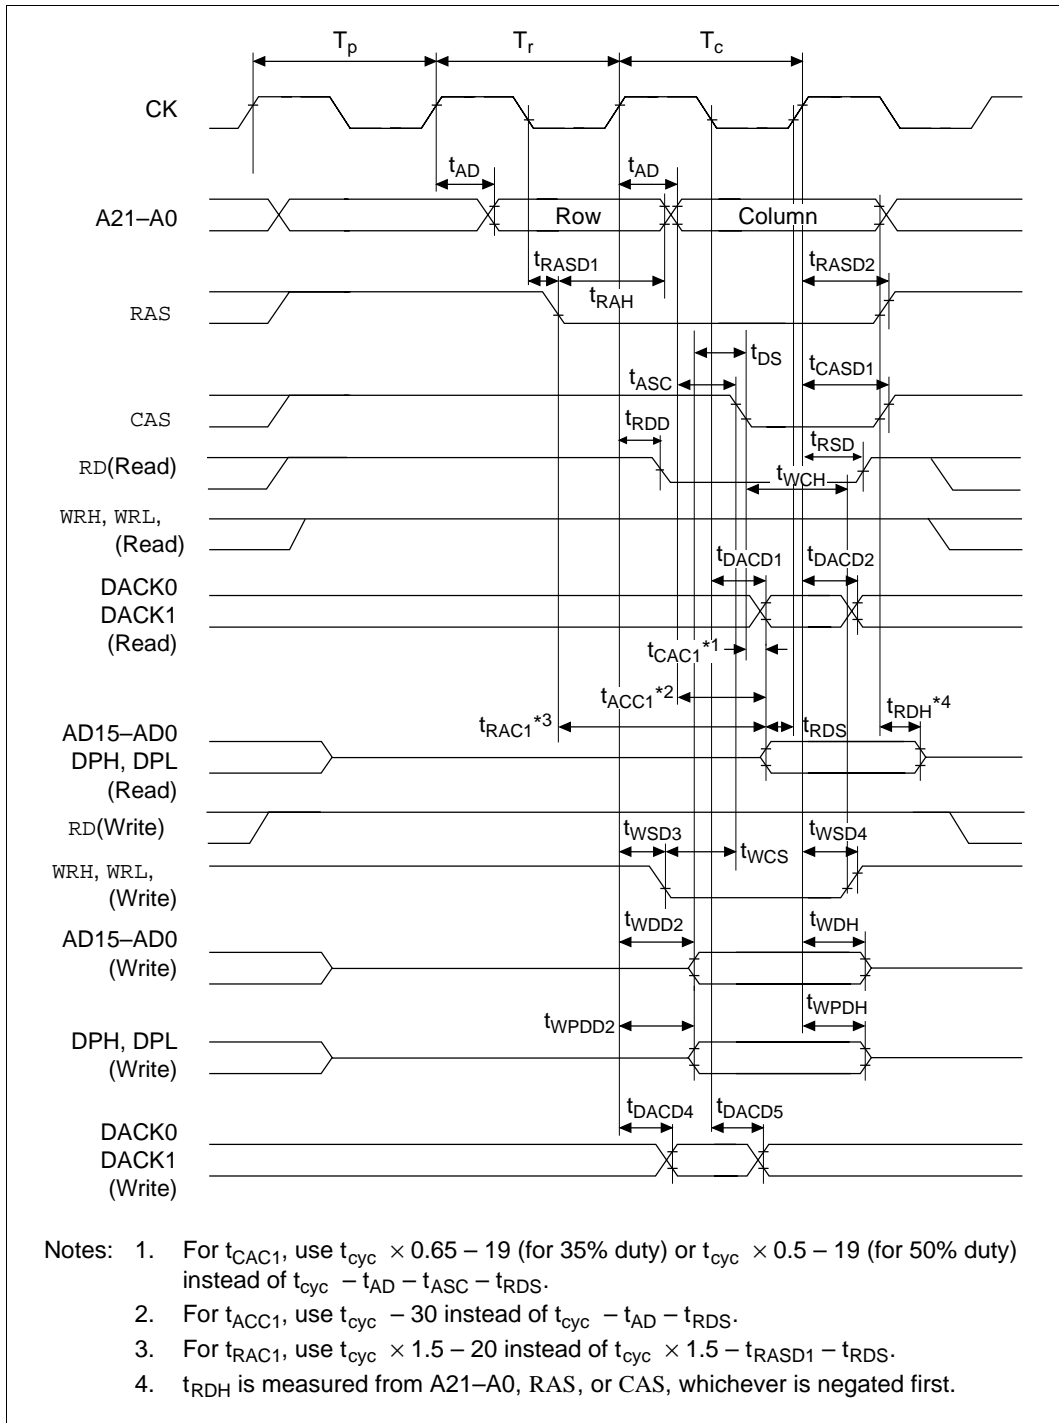 Tp Tr Tc
CK
tAD tAD
A21–A0 Row Column
tRASD1 tRASD2
tRAH
RAS
tDS
tASC tCASD1
CAS
tRDD tRSD
RD(Read)
tWCH
WRH, WRL,
(Read)
tDACD1 tDACD2
DACK0
DACK1
(Read)
tCAC1*1
tACC1*2
tRAC1*3 tRDS tRDH*4
AD15–AD0
DPH, DPL
(Read)
RD(Write)
tWSD3 tWCS tWSD4
WRH, WRL,
(Write)
tWDD2 tWDH
AD15–AD0
(Write)
tWPDD2 tWPDH
DPH, DPL
(Write)
tDACD4 tDACD5
DACK0
DACK1
(Write)
Notes: 1. For tCAC1, use tcyc × 0.65 – 19 (for 35% duty) or tcyc × 0.5 – 19 (for 50% duty)
instead of tcyc – tAD – tASC – tRDS.
2. For tACC1, use tcyc – 30 instead of tcyc – tAD – tRDS.
3. For tRAC1, use tcyc × 1.5 – 20 instead of tcyc × 1.5 – tRASD1 – tRDS.
4. tRDH is measured from A21–A0, RAS, or CAS, whichever is negated first.